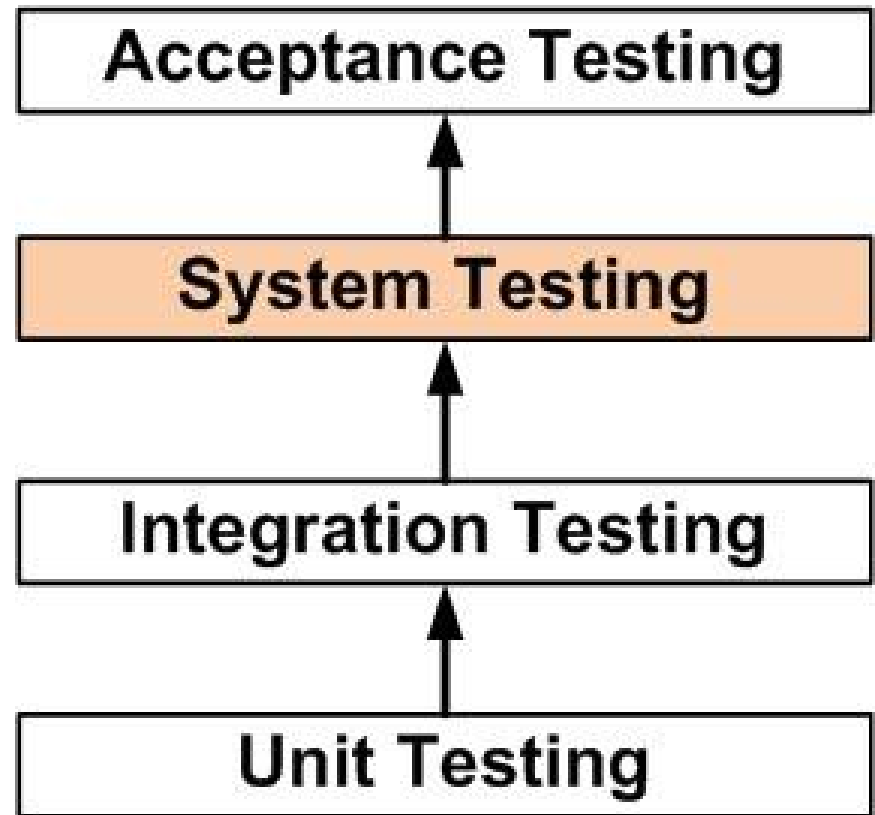 Acceptance Testing
System Testing
Integration Testing
Unit Testing